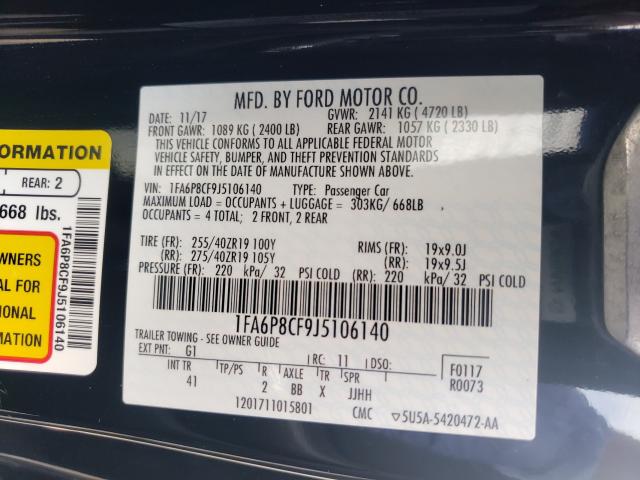 ORMATION
REAR: 2
668 lbs.
WNERS
AL FOR
ONAL
MATION
1FA6P8CF9J5106140
MFD. BY FORD MOTOR CO.
DATE: 11/17 GVWR: 2141 KG ( 4720 LB)
FRONT GAWR: 1089 KG ( 2400 LB) REAR GAWR: 1057 KG ( 2330 LB)
THIS VEHICLE CONFORMS TO ALL APPLICABLE FEDERAL MOTOR
VEHICLE SAFETY, BUMPER, AND THEFT PREVENTION STANDARDS
IN EFFECT ON THE DATE OF MANUFACTURE SHOWN ABOVE.
VIN: 1FA6P8CF9J5106140 TYPE: Passenger Car
MAXIMUM LOAD = OCCUPANTS + LUGGAGE = 303KG/ 668LB
OCCUPANTS = 4 TOTAL; 2 FRONT, 2 REAR
TIRE (FR): 255/40ZR19 100Y RIMS (FR): 19x9.0J
(RR): 275/40ZR19 105Y (RR): 19x9.5J
PRESSURE (FR): 220 kPa/ 32 PSI COLD (RR): 220 kPa/ 32 PSI COLD
1FA6P8CF9J5106140
TRAILER TOWING - SEE OWNER GUIDE
EXT PNT: G1 RC: 11 DSO: F0117
INT TR TP/PS R AXLE TR SPR R0073
41 2 BB X JJHH
1201711015801 CMC ▽5U5A-5420472-AA